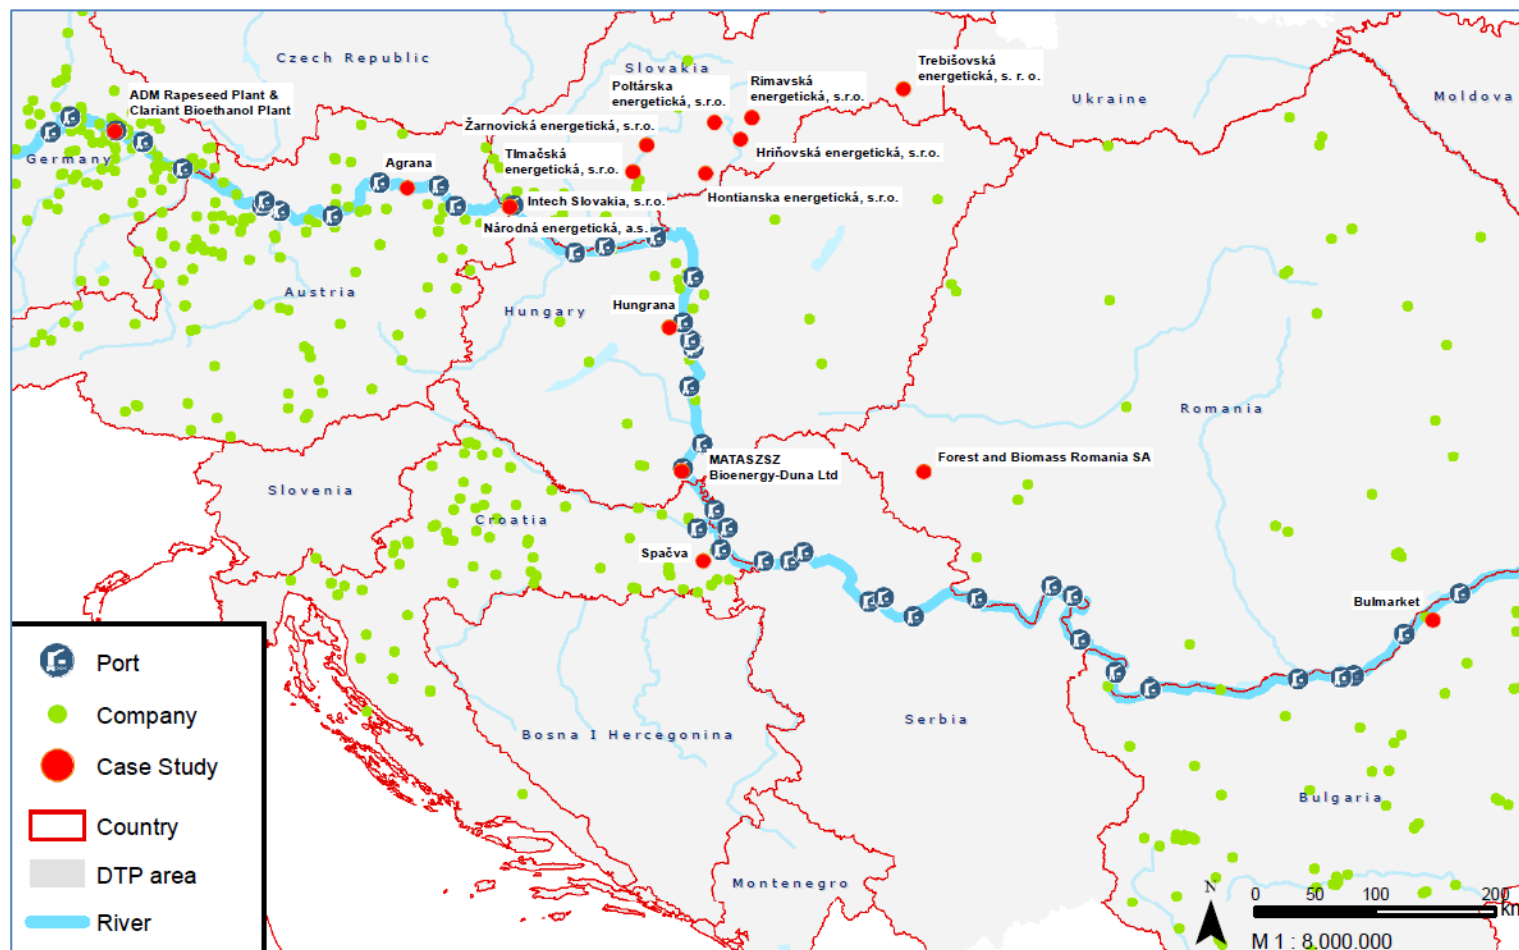 Czech Republic
Slovakia
Trebišovská
energetická, s. r. o.
Ukraine
Moldova
ADM Rapeseed Plant &
Clariant Bioethanol Plant
Poltárska
energetická, s.r.o.
Rimavská
energetická, s.r.o.
Žarnovická energetická, s.r.o.
Germany
Agrana
Tlmačská
energetická, s.r.o.
Hriňovská energetická, s.r.o.
Intech Slovakia, s.r.o.
Hontianska energetická, s.r.o.
Národná energetická, a.s.
Austria
Hungary
Hungrana
Romania
MATASZSZ
Bioenergy-Duna Ltd
Forest and Biomass Romania SA
Slovenia
Croatia
Spačva
Bulmarket
Serbia
Bosna I Hercegonina
Bulgaria
Montenegro
Port
Company
Case Study
Country
DTP area
River
N
0 50 100 200
km
M 1 : 8.000.000